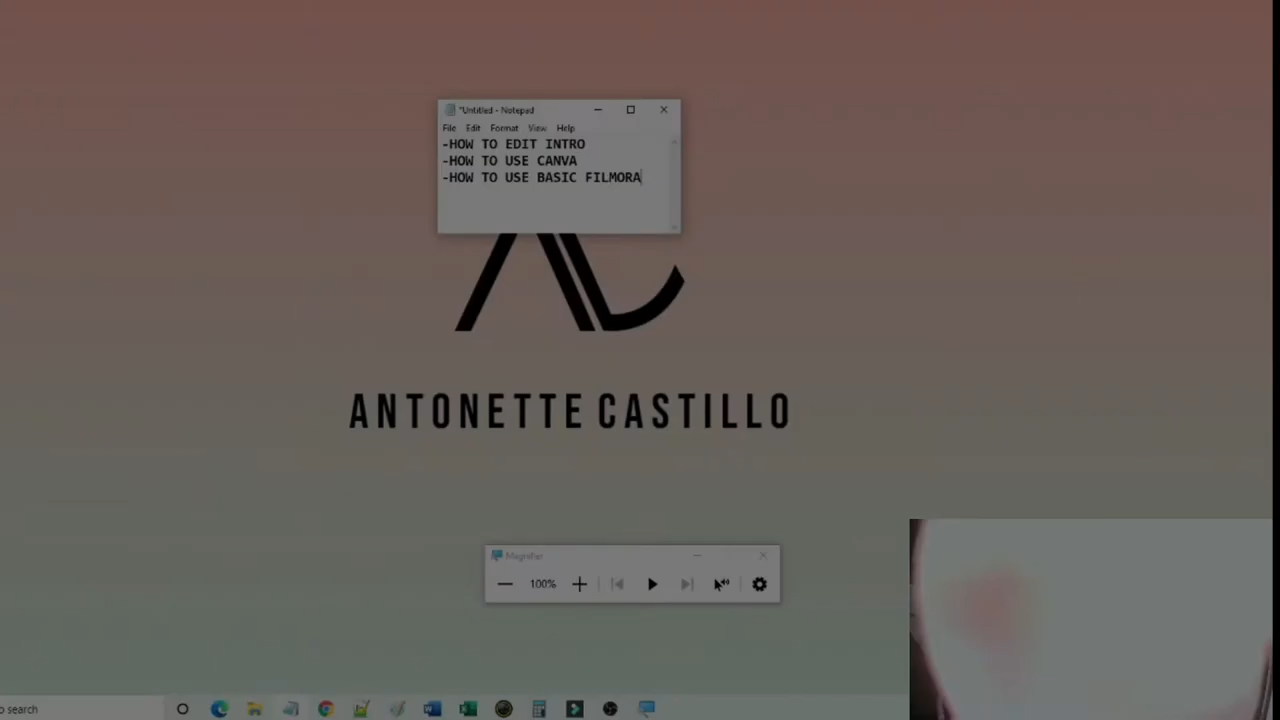 *Untitled - Notepad
File Edit Format View Help
-HOW TO EDIT INTRO
-HOW TO USE CANVA
-HOW TO USE BASIC FILMORA
ANTONETTE CASTILLO
Magnifier
100%
o search